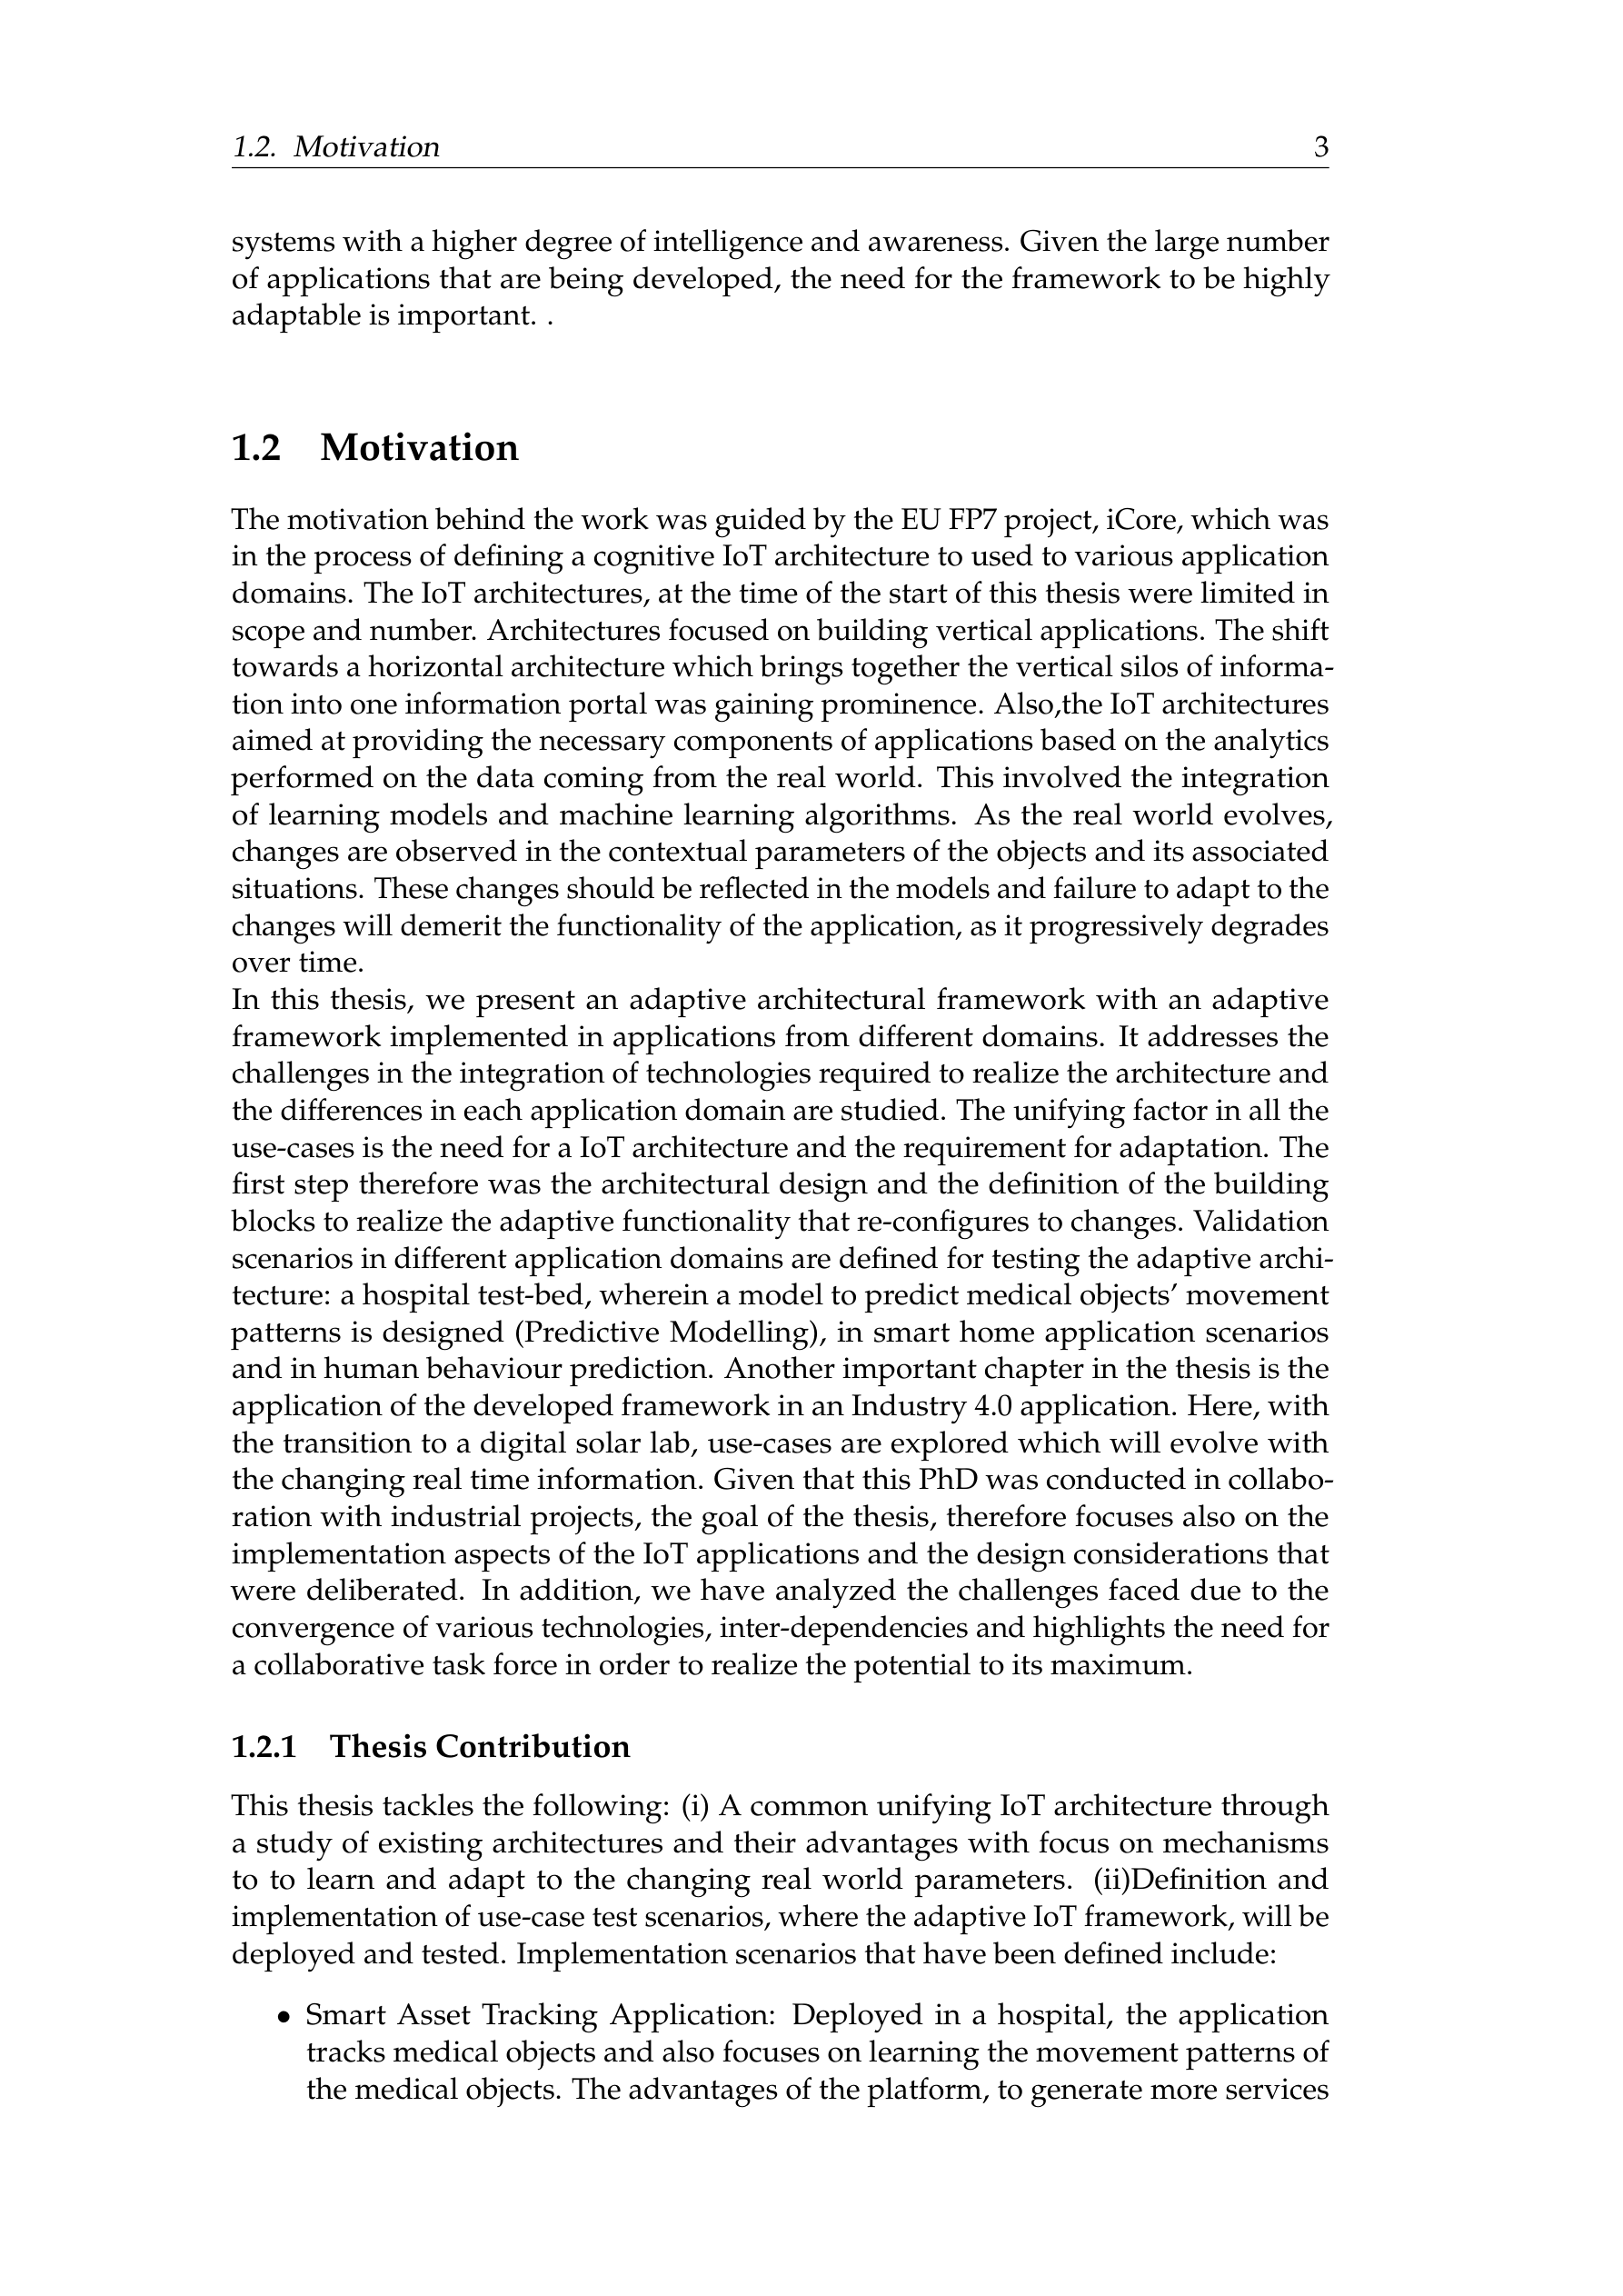 1.2. Motivation 3
systems with a higher degree of intelligence and awareness. Given the large number
of applications that are being developed, the need for the framework to be highly
adaptable is important. .
1.2 Motivation
The motivation behind the work was guided by the EU FP7 project, iCore, which was
in the process of defining a cognitive IoT architecture to used to various application
domains. The IoT architectures, at the time of the start of this thesis were limited in
scope and number. Architectures focused on building vertical applications. The shift
towards a horizontal architecture which brings together the vertical silos of informa-
tion into one information portal was gaining prominence. Also,the IoT architectures
aimed at providing the necessary components of applications based on the analytics
performed on the data coming from the real world. This involved the integration
of learning models and machine learning algorithms. As the real world evolves,
changes are observed in the contextual parameters of the objects and its associated
situations. These changes should be reflected in the models and failure to adapt to the
changes will demerit the functionality of the application, as it progressively degrades
over time.
In this thesis, we present an adaptive architectural framework with an adaptive
framework implemented in applications from different domains. It addresses the
challenges in the integration of technologies required to realize the architecture and
the differences in each application domain are studied. The unifying factor in all the
use-cases is the need for a IoT architecture and the requirement for adaptation. The
first step therefore was the architectural design and the definition of the building
blocks to realize the adaptive functionality that re-configures to changes. Validation
scenarios in different application domains are defined for testing the adaptive archi-
tecture: a hospital test-bed, wherein a model to predict medical objects’ movement
patterns is designed (Predictive Modelling), in smart home application scenarios
and in human behaviour prediction. Another important chapter in the thesis is the
application of the developed framework in an Industry 4.0 application. Here, with
the transition to a digital solar lab, use-cases are explored which will evolve with
the changing real time information. Given that this PhD was conducted in collabo-
ration with industrial projects, the goal of the thesis, therefore focuses also on the
implementation aspects of the IoT applications and the design considerations that
were deliberated. In addition, we have analyzed the challenges faced due to the
convergence of various technologies, inter-dependencies and highlights the need for
a collaborative task force in order to realize the potential to its maximum.
1.2.1 Thesis Contribution
This thesis tackles the following: (i) A common unifying IoT architecture through
a study of existing architectures and their advantages with focus on mechanisms
to to learn and adapt to the changing real world parameters. (ii)Definition and
implementation of use-case test scenarios, where the adaptive IoT framework, will be
deployed and tested. Implementation scenarios that have been defined include:
• Smart Asset Tracking Application: Deployed in a hospital, the application
tracks medical objects and also focuses on learning the movement patterns of
the medical objects. The advantages of the platform, to generate more services